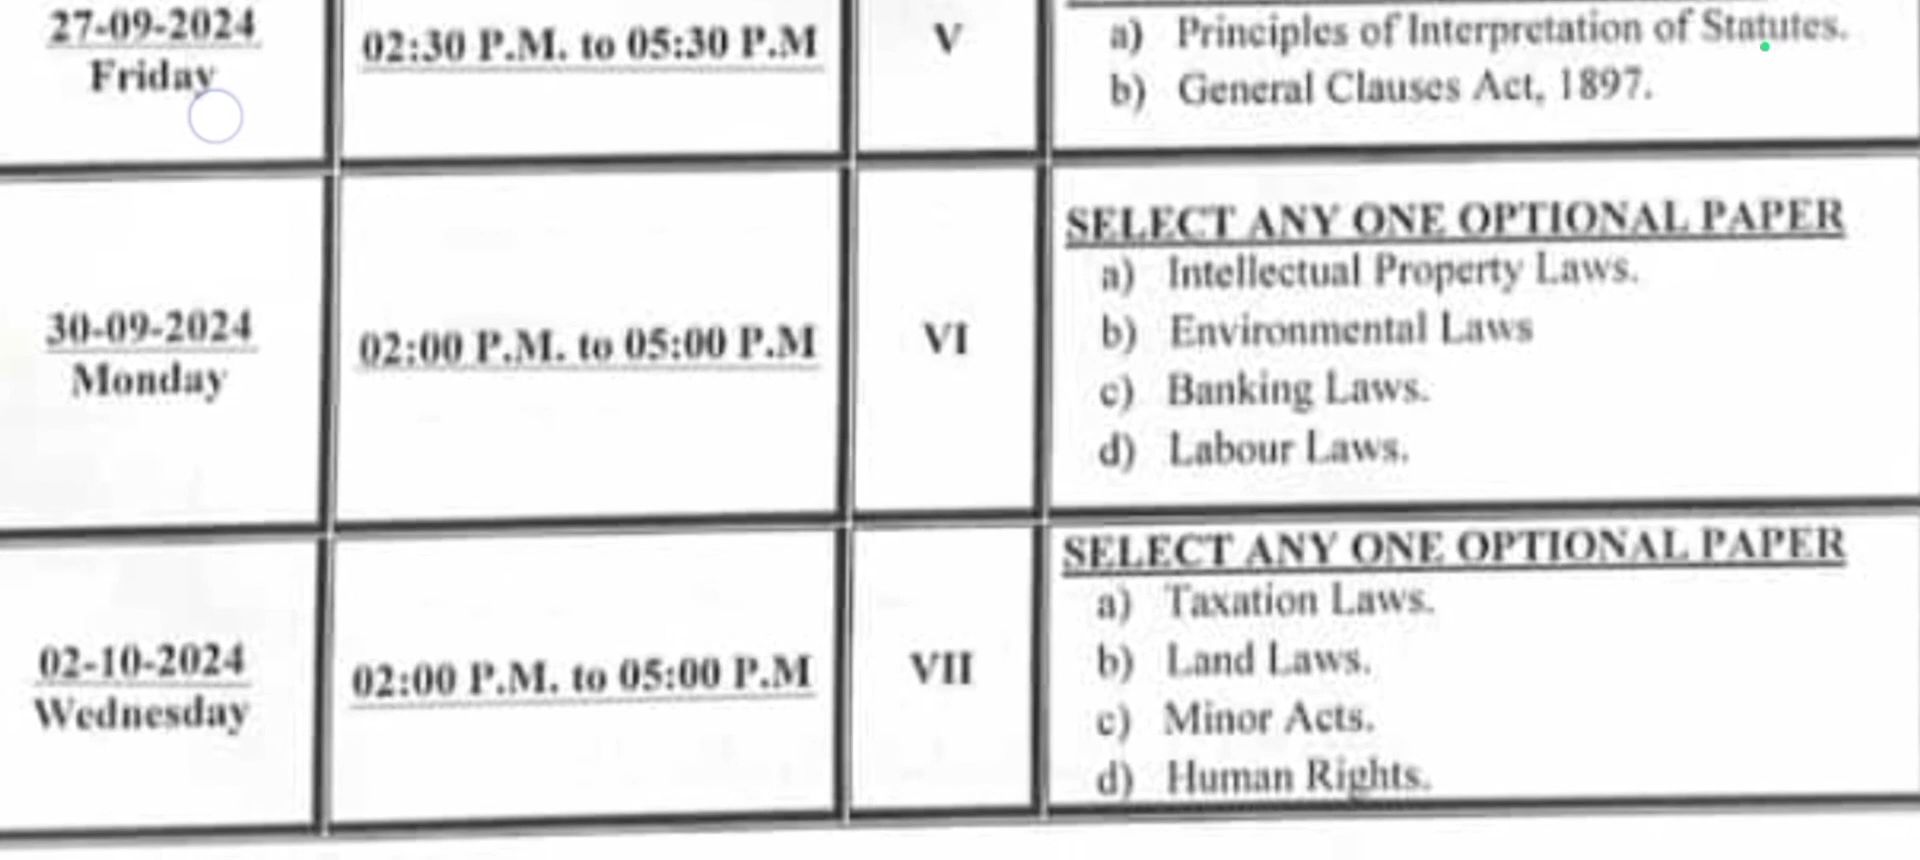 27-09-2024
Friday
02:30 P.M. to 05:30 P.M
V
a) Principles of Interpretation of Statutes.
b) General Clauses Act, 1897.
30-09-2024
Monday
02:00 P.M. to 05:00 P.M
VI
SELECT ANY ONE OPTIONAL PAPER
a) Intellectual Property Laws.
b) Environmental Laws
c) Banking Laws.
d) Labour Laws.
02-10-2024
Wednesday
02:00 P.M. to 05:00 P.M
VII
SELECT ANY ONE OPTIONAL PAPER
a) Taxation Laws.
b) Land Laws.
c) Minor Acts.
d) Human Rights.